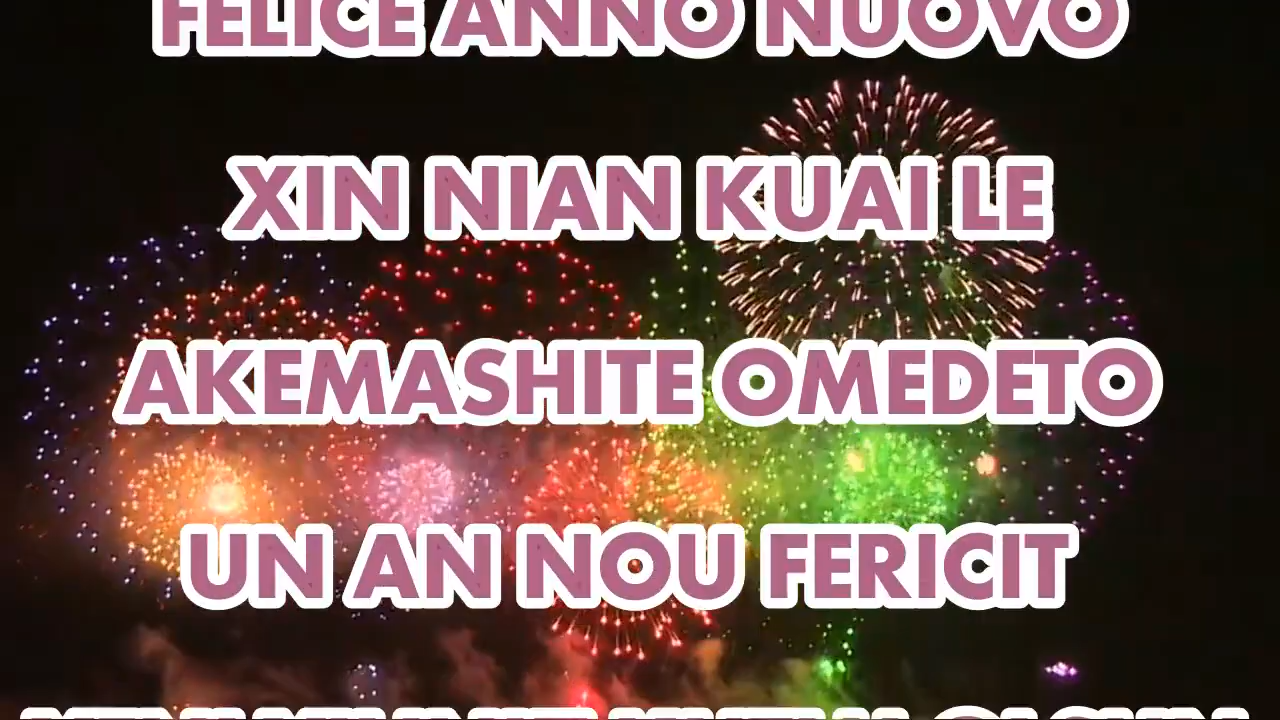 FELICE ANNO NUOVO
XIN NIAN KUAI LE
AKEMASHITE OMEDETO
UN AN NOU FERICIT